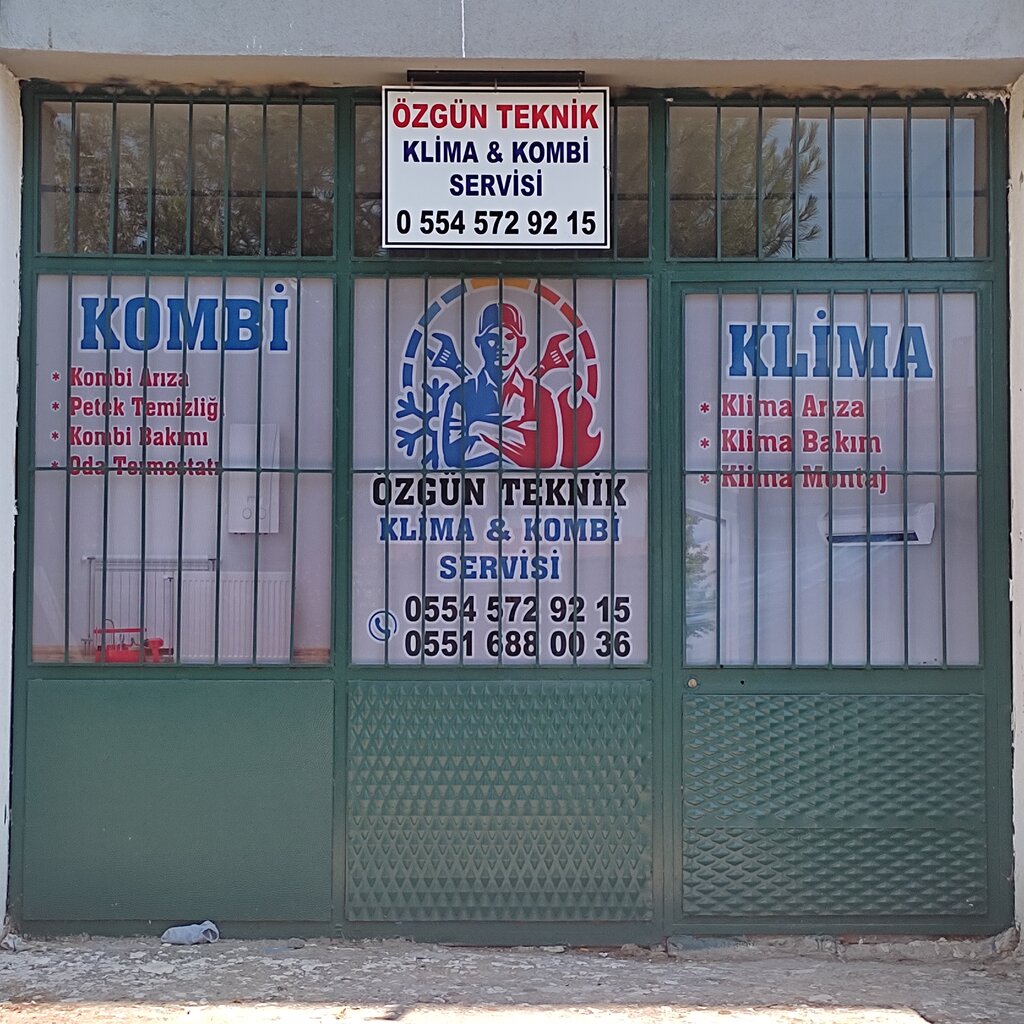 ÖZGÜN TEKNİK
KLİMA & KOMBİ
SERVİSİ
0 554 572 92 15
KOMBİ
* Kombi Arıza
* Petek Temizliği
* Kombi Bakımı
* Oda Termostatı
ÖZGÜN TEKNİK
KLİMA & KOMBİ
SERVİSİ
0554 572 92 15
0551 688 00 36
KLİMA
* Klima Arıza
* Klima Bakım
* Klima Montaj